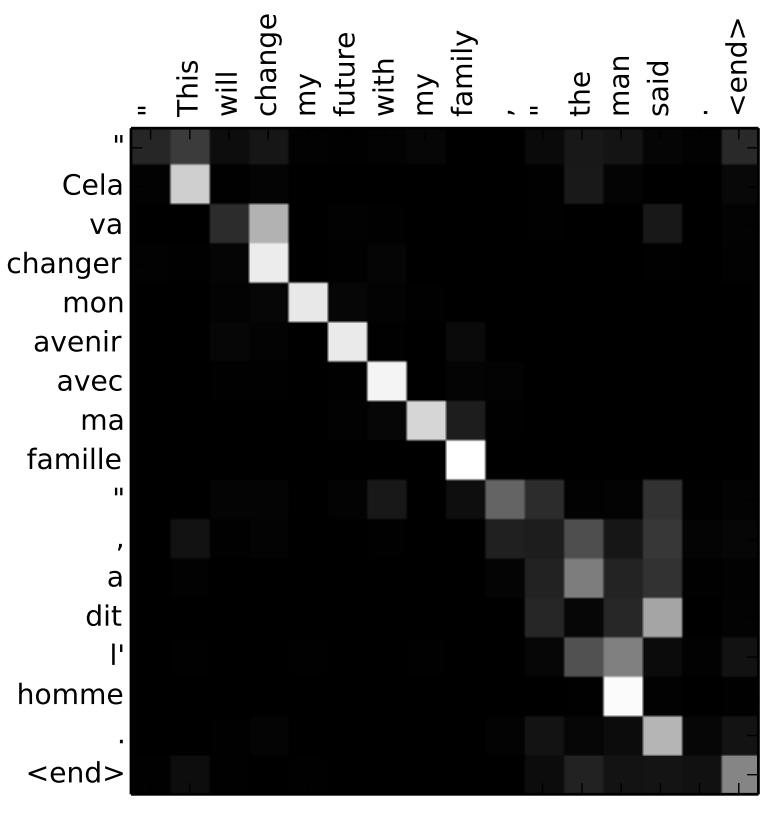 " This will change my future with my family , " the man said . <end>
"
Cela
va
changer
mon
avenir
avec
ma
famille
"
,
a
dit
l'
homme
.
<end>